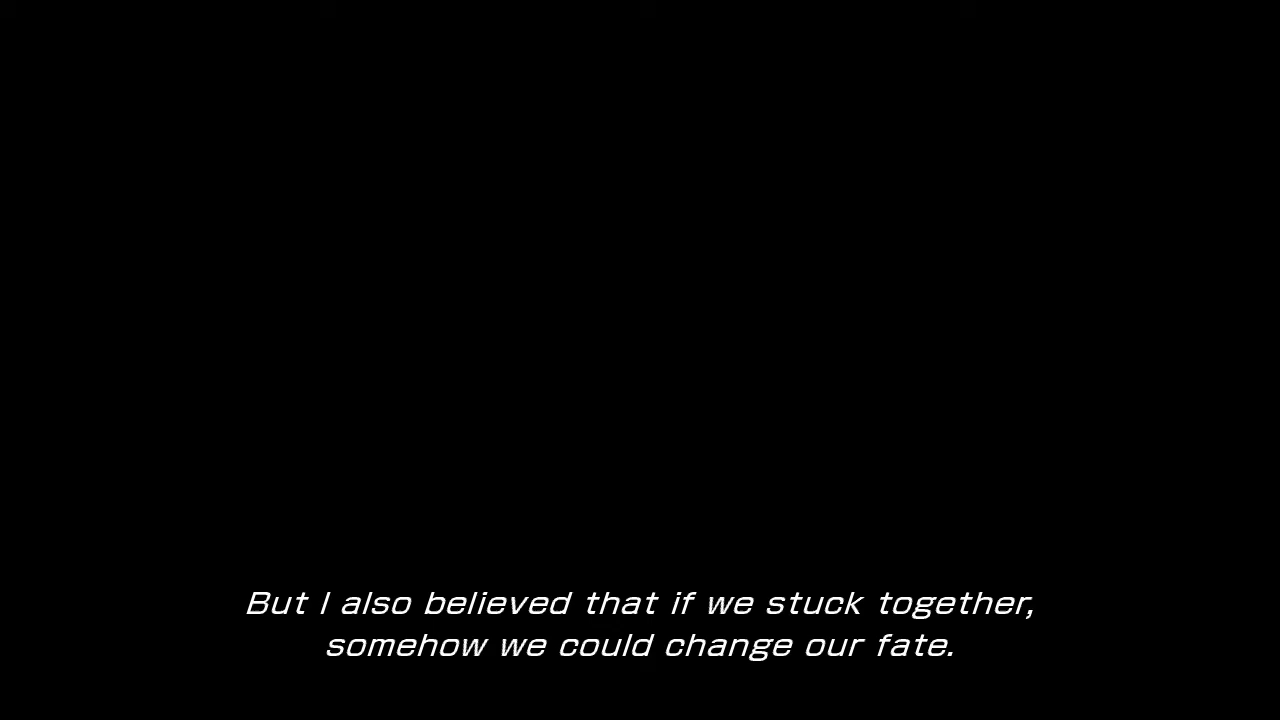 But I also believed that if we stuck together,
somehow we could change our fate.